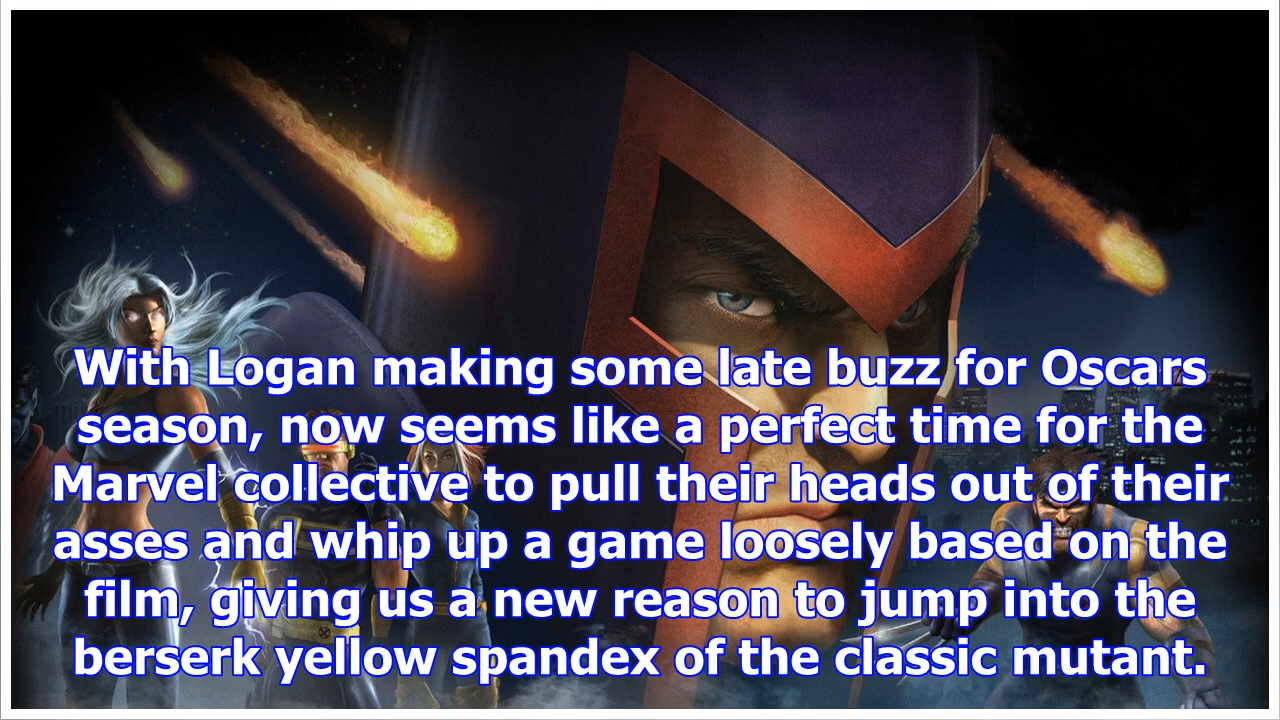 With Logan making some late buzz for Oscars
season, now seems like a perfect time for the
Marvel collective to pull their heads out of their
asses and whip up a game loosely based on the
film, giving us a new reason to jump into the
berserk yellow spandex of the classic mutant.